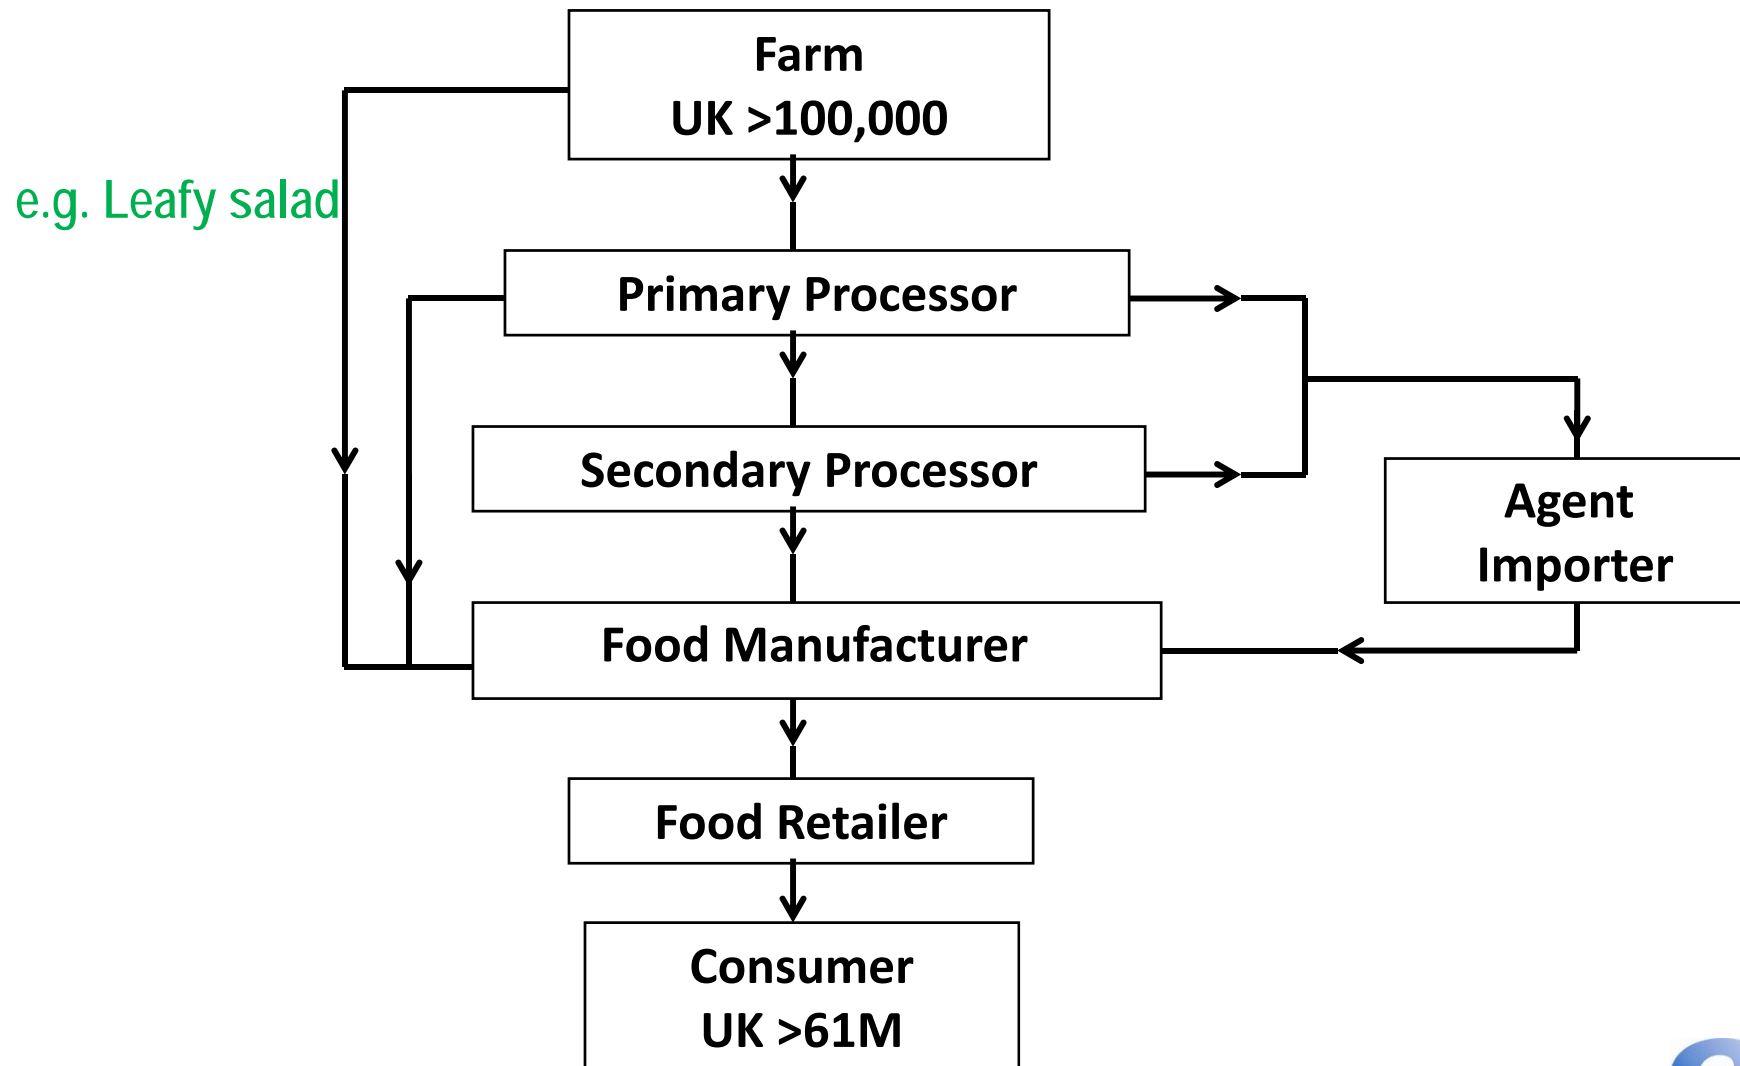 Farm
UK >100,000
e.g. Leafy salad
Primary Processor
Secondary Processor
Agent
Importer
Food Manufacturer
Food Retailer
Consumer
UK >61M